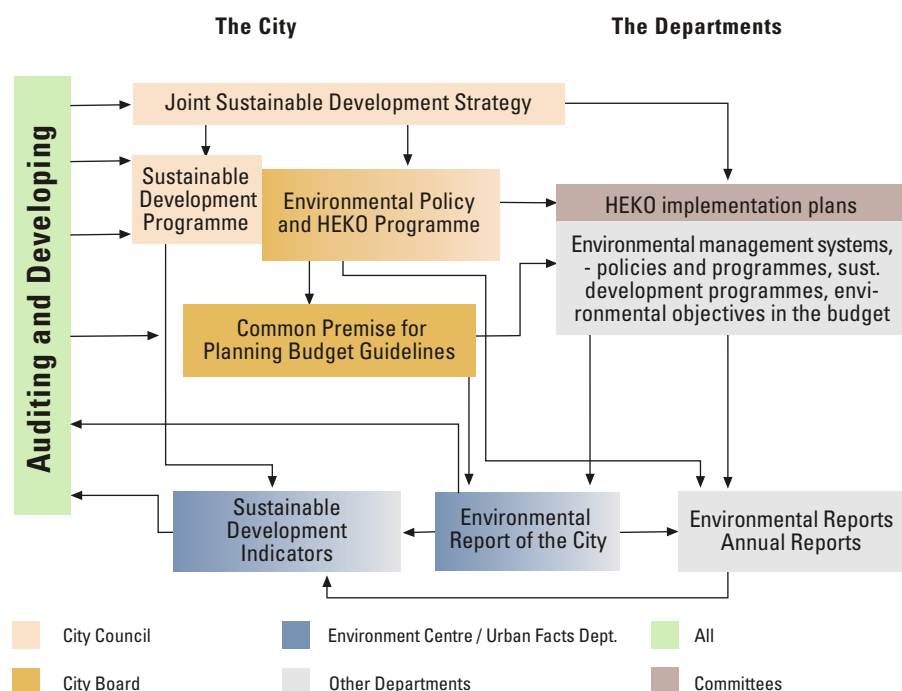 The City
The Departments
Auditing and Developing
Joint Sustainable Development Strategy
Sustainable
Development
Programme
Environmental Policy
and HEKO Programme
HEKO implementation plans
Environmental management systems,
- policies and programmes, sust.
development programmes, envi-
ronmental objectives in the budget
Common Premise for
Planning Budget Guidelines
Sustainable
Development
Indicators
Environmental
Report of the City
Environmental Reports
Annual Reports
City Council
Environment Centre / Urban Facts Dept.
All
City Board
Other Departments
Committees